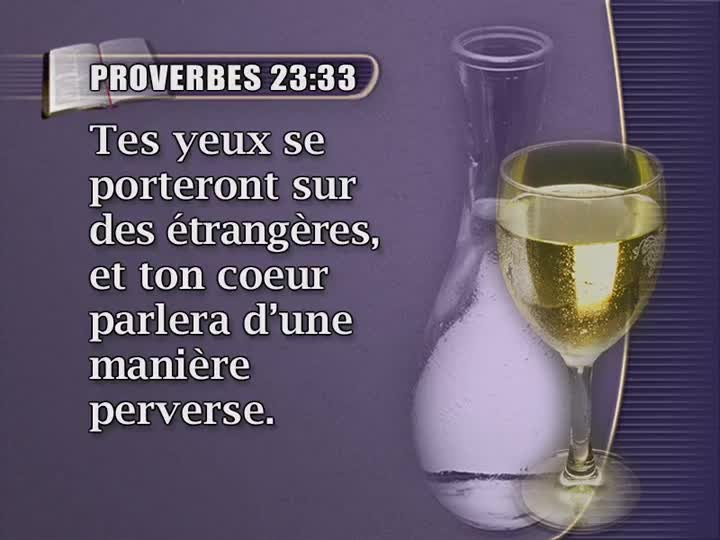 PROVERBES 23:33
Tes yeux se
porteront sur
des étrangères,
et ton coeur
parlera d’une
manière
perverse.